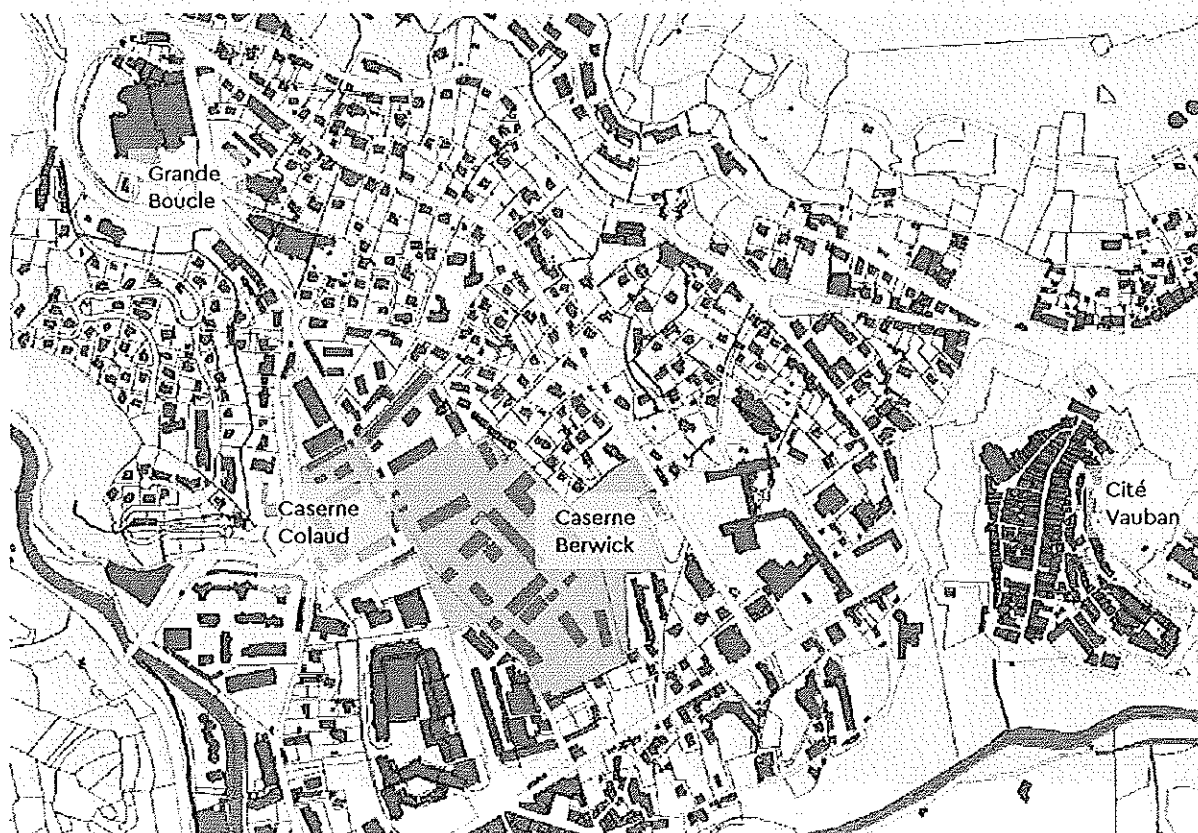 Grande
Boucle
Caserne
Colaud
Caserne
Berwick
Cité
Vauban